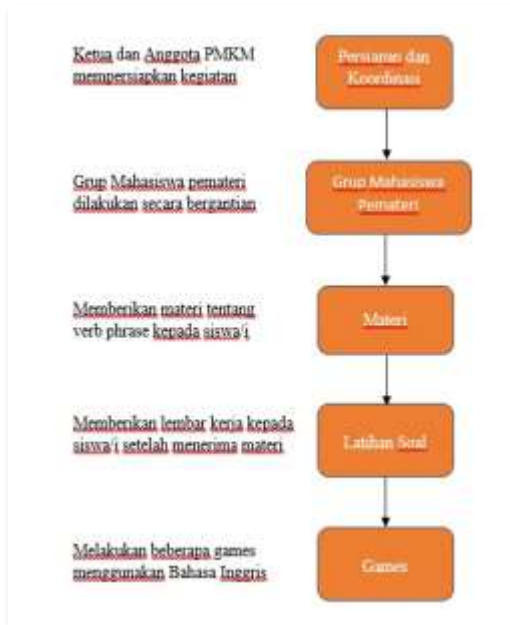 Ketua dan Anggota PMKM
mempersiapkan kegiatan
Persiapan dan
Koordinasi
Grup Mahasiswa pemateri
dilakukan secara bergantian
Grup Mahasiswa
Pemateri
Memberikan materi tentang
verb phrase kepada siswa/i
Materi
Memberikan lembar kerja kepada
siswa/i setelah menerima materi
Latihan Soal
Melakukan beberapa games
menggunakan Bahasa Inggris
Games